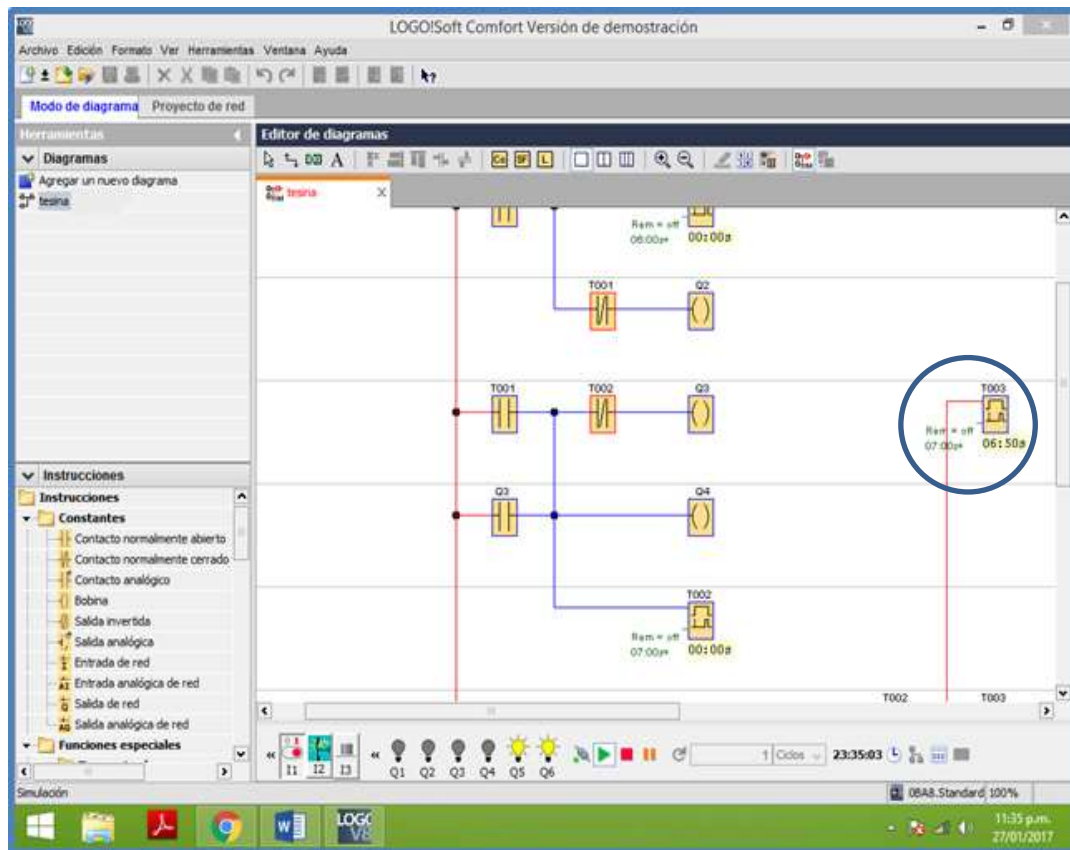 LOGO!Soft Comfort Versión de demostración
Archivo Edición Formato Ver Herramientas Ventana Ayuda
Modo de diagrama Proyecto de red
Herramientas
Editor de diagramas
Diagramas
Agregar un nuevo diagrama
tesina
tesina X
Rem = off
06:00s+ 00:00s
T001 Q2
T001 T002 Q3 T003
Rem = off
07:00s+ 06:50s
Instrucciones
Instrucciones
Constantes
Contacto normalmente abierto
Contacto normalmente cerrado
Contacto analógico
Bobina
Salida invertida
Salida analógica
Entrada de red
Entrada analógica de red
Salida de red
Salida analógica de red
Funciones especiales
Q3 Q4
T002
Rem = off
07:00s+ 00:00s
T002 T003
I1 I2 I3 Q1 Q2 Q3 Q4 Q5 Q6 1 Ciclos 23:35:03
Simulación
0BA8.Standard 100%
11:35 p.m.
27/01/2017